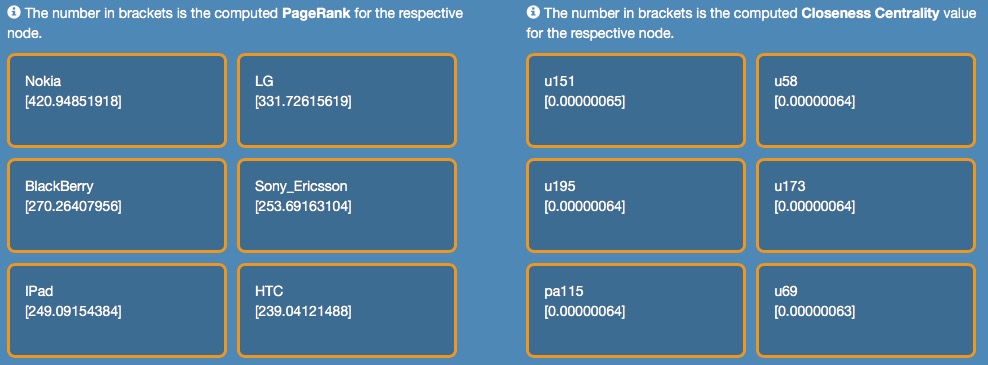 The number in brackets is the computed PageRank for the respective
node.
Nokia
[420.94851918]
LG
[331.72615619]
BlackBerry
[270.26407956]
Sony_Ericsson
[253.69163104]
IPad
[249.09154384]
HTC
[239.04121488]
The number in brackets is the computed Closeness Centrality value
for the respective node.
u151
[0.00000065]
u58
[0.00000064]
u195
[0.00000064]
u173
[0.00000064]
pa115
[0.00000064]
u69
[0.00000063]